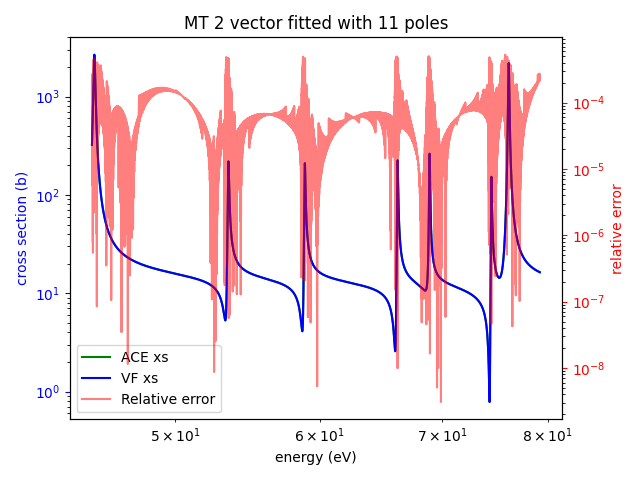 MT 2 vector fitted with 11 poles
10³
10²
10¹
10⁰
cross section (b)
10⁻⁴
10⁻⁵
10⁻⁶
10⁻⁷
10⁻⁸
relative error
ACE xs
VF xs
Relative error
5 × 10¹ 6 × 10¹ 7 × 10¹ 8 × 10¹
energy (eV)